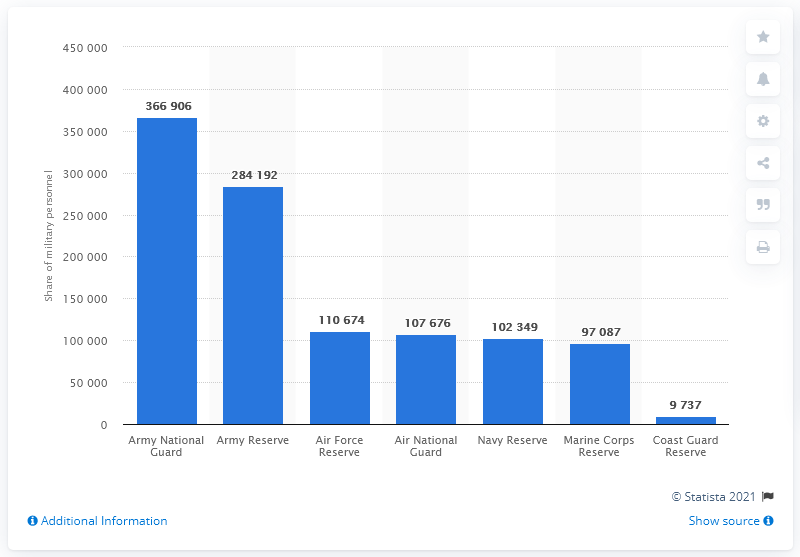 450 000
400 000
350 000
300 000
250 000
200 000
150 000
100 000
50 000
0
Share of military personnel
366 906
284 192
110 674
107 676
102 349
97 087
9 737
Army National
Guard
Army Reserve
Air Force
Reserve
Air National
Guard
Navy Reserve
Marine Corps
Reserve
Coast Guard
Reserve
© Statista 2021
Additional Information
Show source